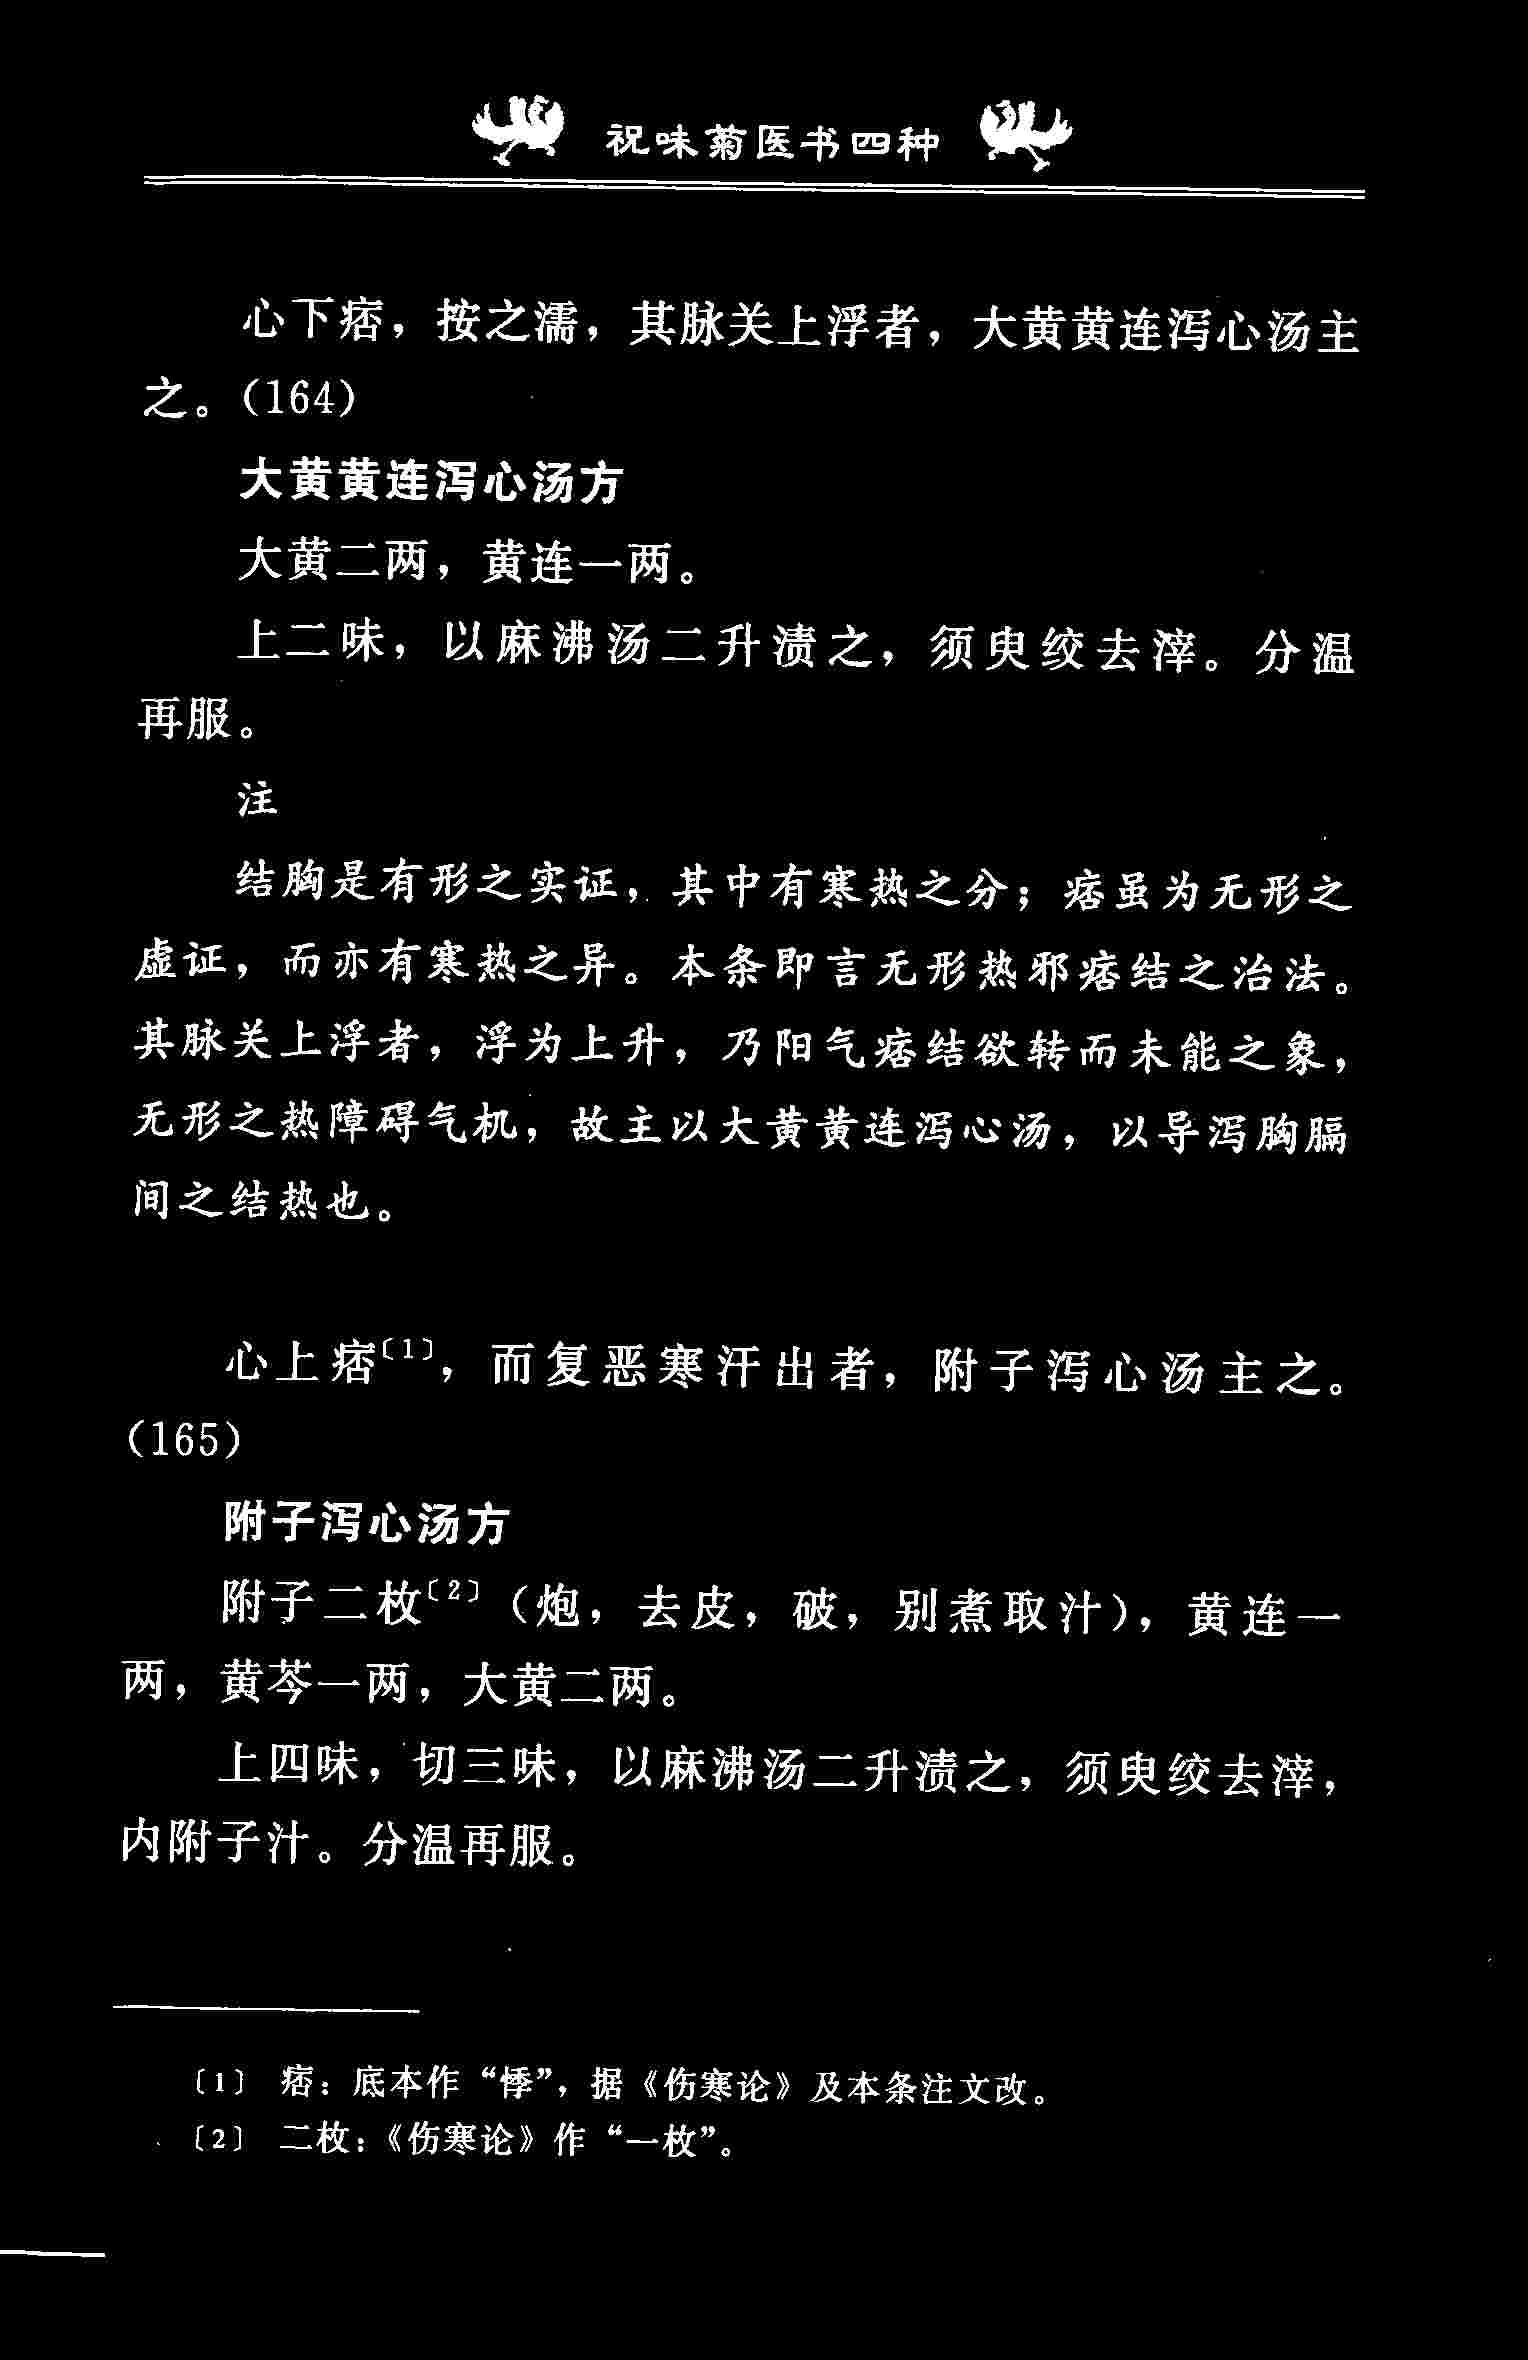 祝味菊医书四种
心下痞，按之濡，其脉关上浮者，大黄黄连泻心汤主
之。（164）
大黄黄连泻心汤方
大黄二两，黄连一两。
上二味，以麻沸汤二升渍之，须臾绞去滓。分温
再服。
注
结胸是有形之实证，其中有寒热之分；痞虽为无形之
虚证，而亦有寒热之异。本条即言无形热邪痞结之治法。
其脉关上浮者，浮为上升，乃阳气痞结欲转而未能之象，
无形之热障碍气机，故主以大黄黄连泻心汤，以导泻胸膈
间之结热也。
心上痞〔1〕，而复恶寒汗出者，附子泻心汤主之。
（165）
附子泻心汤方
附子二枚〔2〕（炮，去皮，破，别煮取汁），黄连一
两，黄芩一两，大黄二两。
上四味，切三味，以麻沸汤二升渍之，须臾绞去滓，
内附子汁。分温再服。
〔1〕 痞：底本作“悸”，据《伤寒论》及本条注文改。
〔2〕 二枚：《伤寒论》作“一枚”。